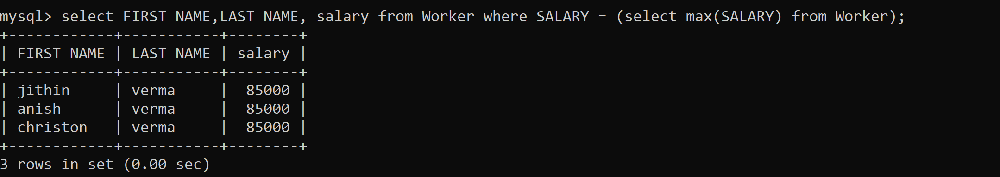 mysql> select FIRST_NAME,LAST_NAME, salary from Worker where SALARY = (select max(SALARY) from Worker);
+------------+-----------+--------+
| FIRST_NAME | LAST_NAME | salary |
+------------+-----------+--------+
| jithin     | verma     |  85000 |
| anish      | verma     |  85000 |
| christon   | verma     |  85000 |
+------------+-----------+--------+
3 rows in set (0.00 sec)